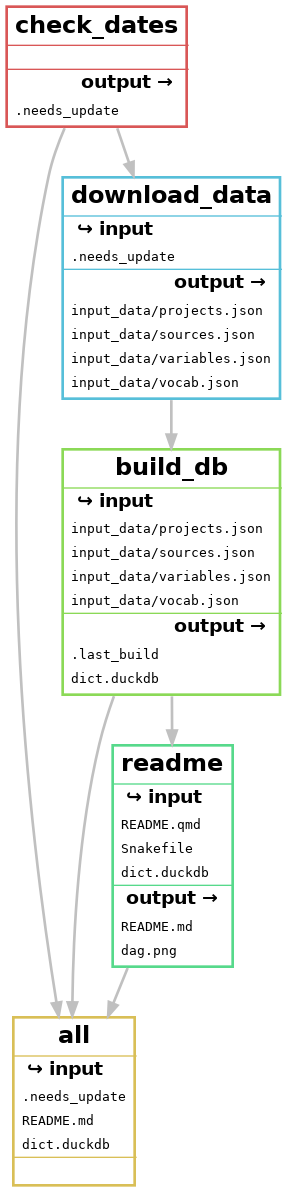 check_dates
output →
.needs_update
download_data
↪ input
.needs_update
output →
input_data/projects.json
input_data/sources.json
input_data/variables.json
input_data/vocab.json
build_db
↪ input
input_data/projects.json
input_data/sources.json
input_data/variables.json
input_data/vocab.json
output →
.last_build
dict.duckdb
readme
↪ input
README.qmd
Snakefile
dict.duckdb
output →
README.md
dag.png
all
↪ input
.needs_update
README.md
dict.duckdb